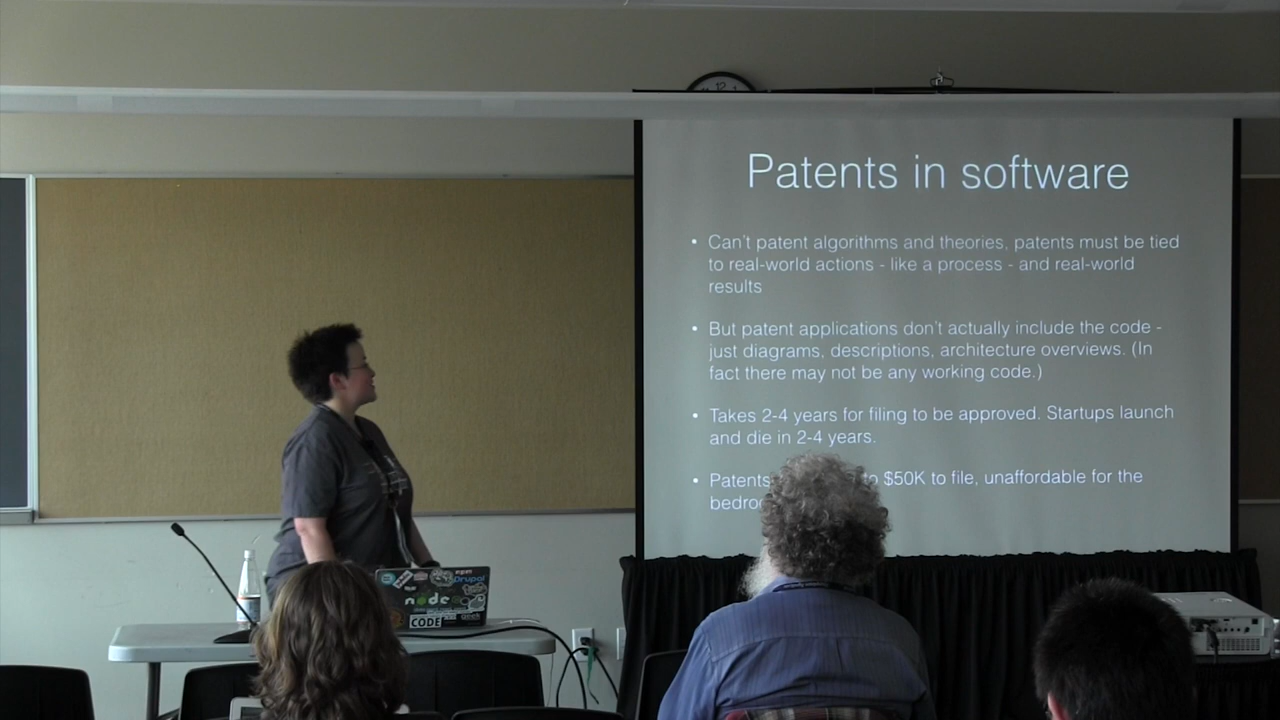 12
Patents in software
• Can't patent algorithms and theories, patents must be tied
to real-world actions - like a process - and real-world
results
• But patent applications don't actually include the code -
just diagrams, descriptions, architecture overviews. (In
fact there may not be any working code.)
• Takes 2-4 years for filing to be approved. Startups launch
and die in 2-4 years.
• Patents to $50K to file, unaffordable for the
Drupal
node
CODE